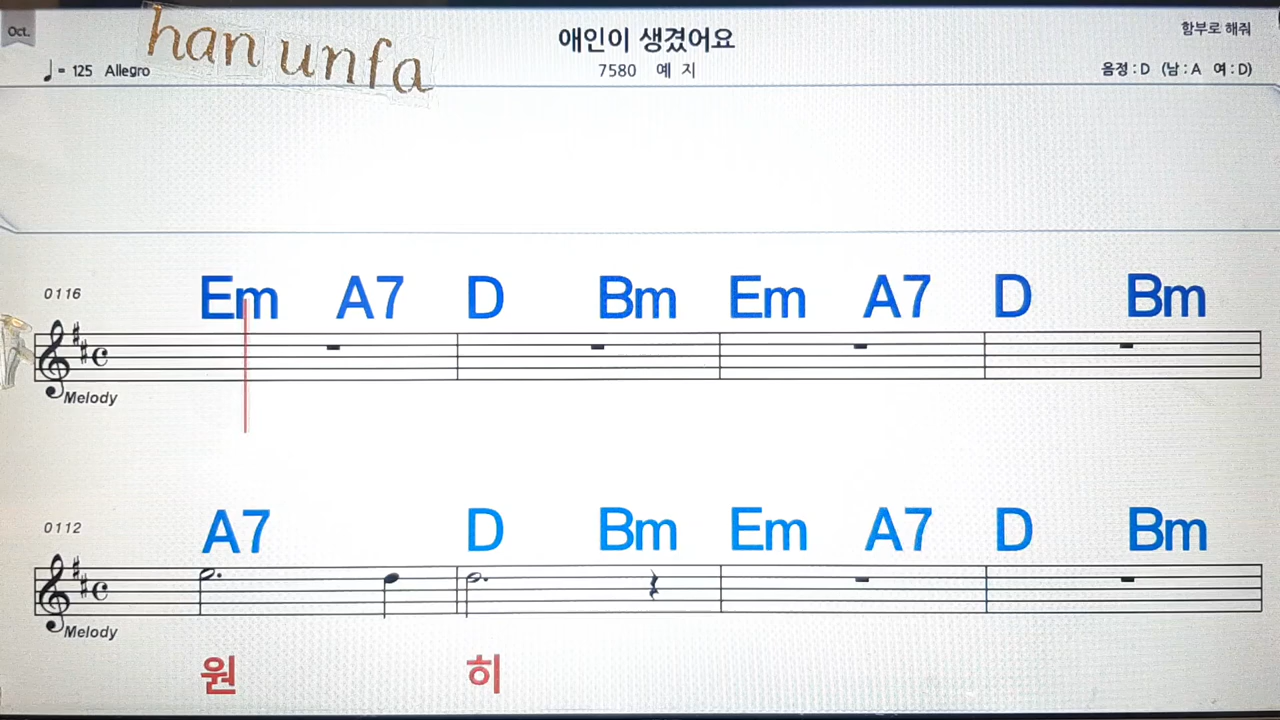 Oct.
han unfa
애인이 생겼어요
함부로 해줘
♩= 125 Allegro
7580 예 지
음정 : D (남 : A 여 : D)
Em A7 D Bm Em A7 D Bm
0116
Melody
A7 D Bm Em A7 D Bm
0112
Melody
원 히